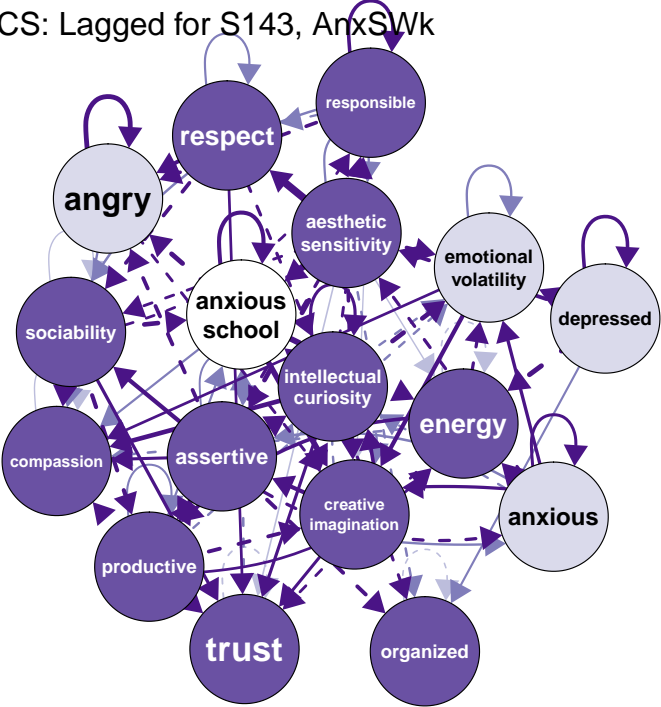 CS: Lagged for S143, AnxSWk
responsible
respect
angry
aesthetic
sensitivity
emotional
volatility
anxious
school
depressed
sociability
intellectual
curiosity
energy
compassion
assertive
creative
imagination
anxious
productive
trust
organized